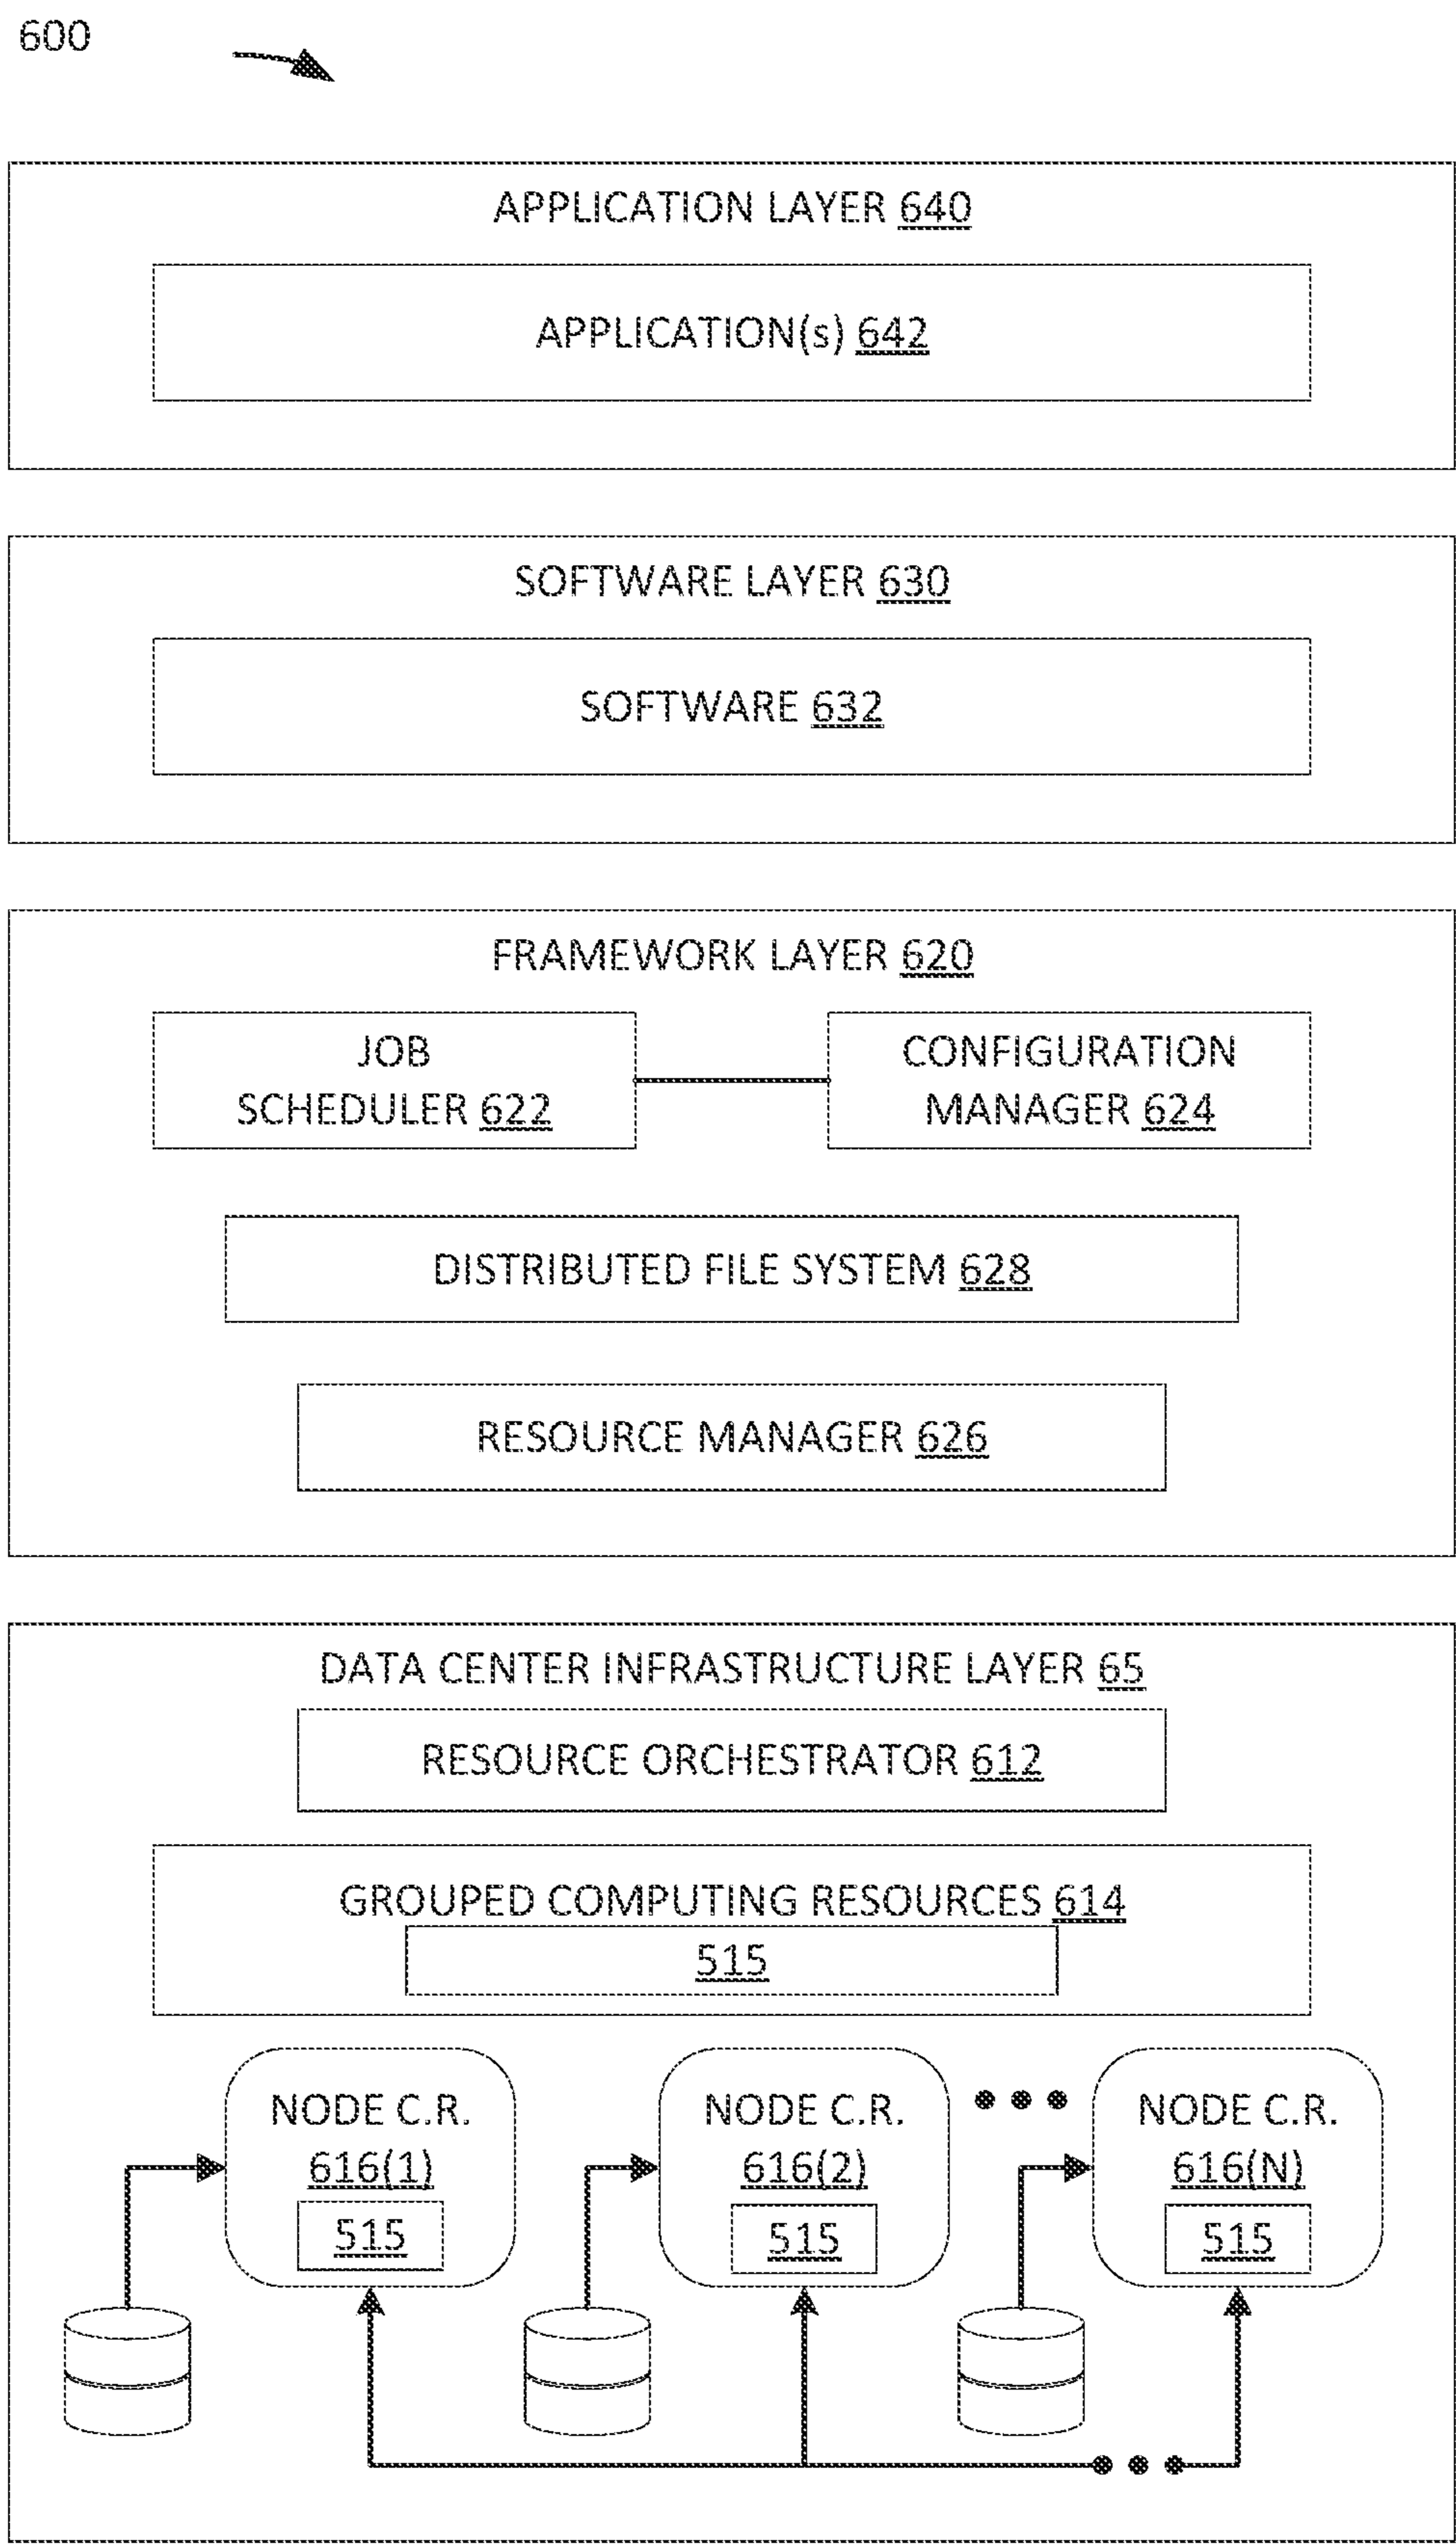 600
APPLICATION LAYER 640
APPLICATION(s) 642
SOFTWARE LAYER 630
SOFTWARE 632
FRAMEWORK LAYER 620
JOB
SCHEDULER 622
CONFIGURATION
MANAGER 624
DISTRIBUTED FILE SYSTEM 628
RESOURCE MANAGER 626
DATA CENTER INFRASTRUCTURE LAYER 65
RESOURCE ORCHESTRATOR 612
GROUPED COMPUTING RESOURCES 614
515
NODE C.R.
616(1)
515
NODE C.R.
616(2)
515
NODE C.R.
616(N)
515